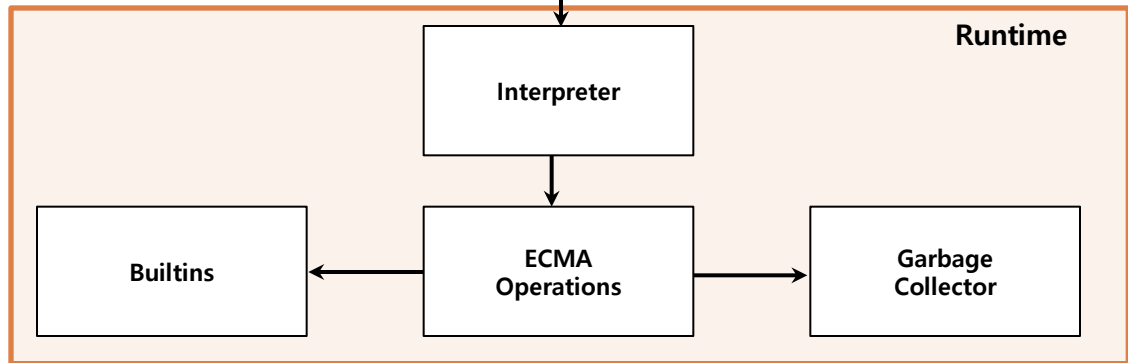 Runtime
Interpreter
Builtins
ECMA
Operations
Garbage
Collector